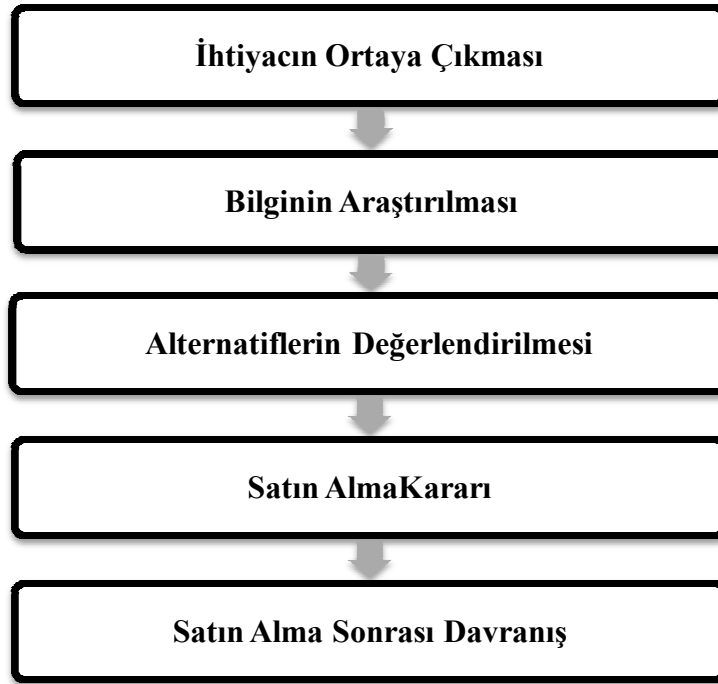 İhtiyacın Ortaya Çıkması
Bilginin Araştırılması
Alternatiflerin Değerlendirilmesi
Satın AlmaKararı
Satın Alma Sonrası Davranış